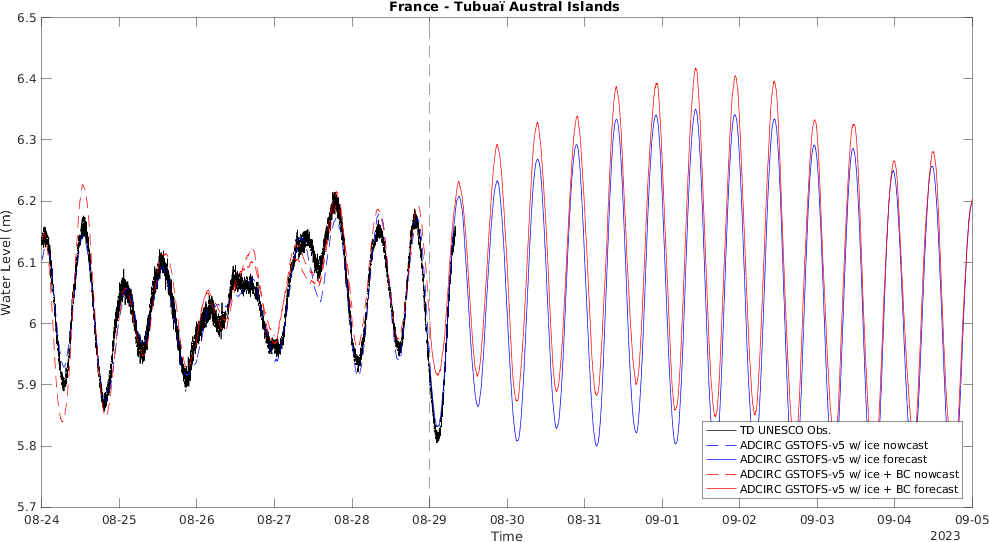 France - Tubuaï Austral Islands
6.5
6.4
6.3
6.2
6.1
6
5.9
5.8
5.7
Water Level (m)
08-24
08-25
08-26
08-27
08-28
08-29
08-30
08-31
09-01
09-02
09-03
09-04
09-05
Time
2023
TD UNESCO Obs.
ADCIRC GSTOFS-v5 w/ ice nowcast
ADCIRC GSTOFS-v5 w/ ice forecast
ADCIRC GSTOFS-v5 w/ ice + BC nowcast
ADCIRC GSTOFS-v5 w/ ice + BC forecast